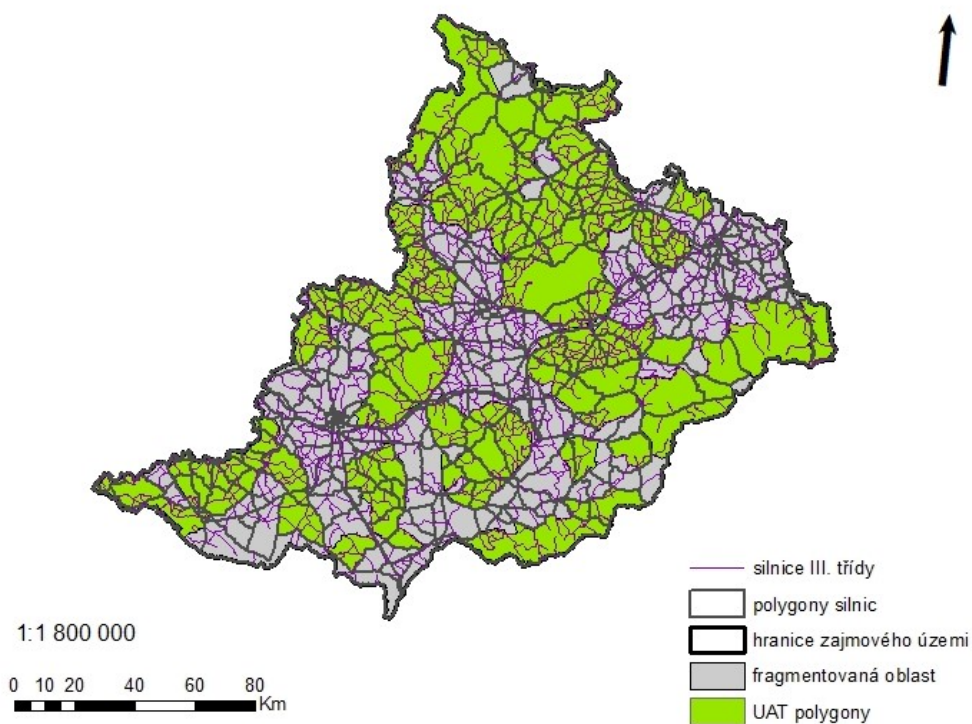 silnice III. třídy
polygony silnic
hranice zajmového území
fragmentovaná oblast
UAT polygony
1:1 800 000
0 10 20 40 60 80
Km